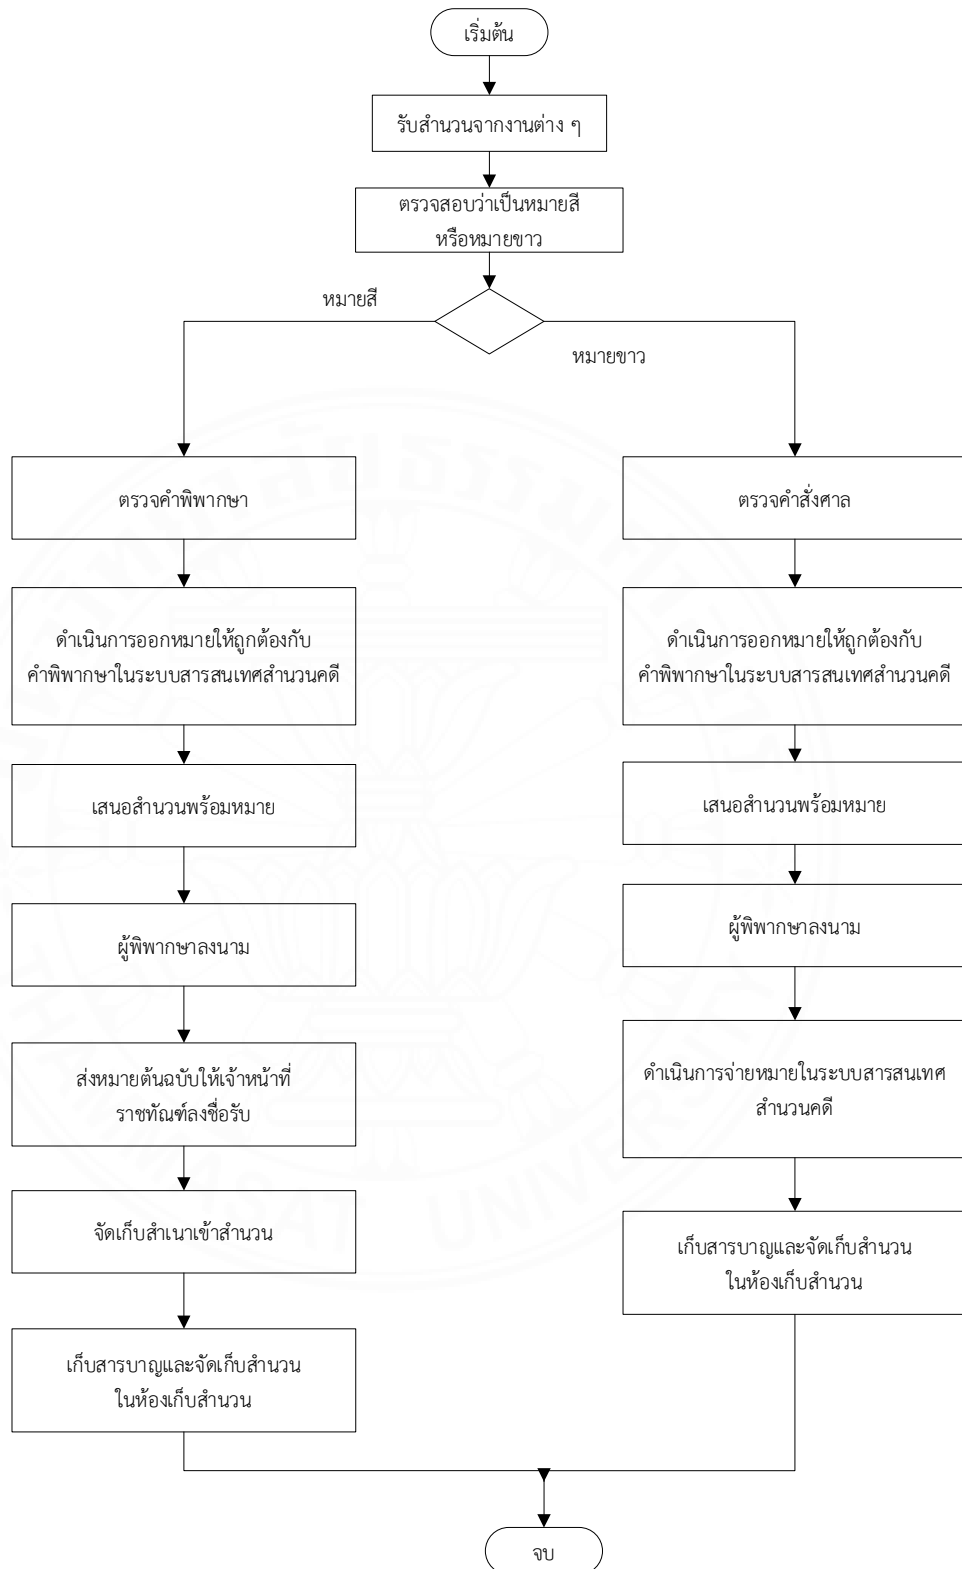 เริ่มต้น
รับสำนวนจากงานต่าง ๆ
ตรวจสอบว่าเป็นหมายสี
หรือหมายขาว
หมายสี
หมายขาว
ตรวจคำพิพากษา
ดำเนินการออกหมายให้ถูกต้องกับ
คำพิพากษาในระบบสารสนเทศสำนวนคดี
เสนอสำนวนพร้อมหมาย
ผู้พิพากษาลงนาม
ส่งหมายต้นฉบับให้เจ้าหน้าที่
ราชทัณฑ์ลงชื่อรับ
จัดเก็บสำเนาเข้าสำนวน
เก็บสารบาญและจัดเก็บสำนวน
ในห้องเก็บสำนวน
ตรวจคำสั่งศาล
ดำเนินการออกหมายให้ถูกต้องกับ
คำพิพากษาในระบบสารสนเทศสำนวนคดี
เสนอสำนวนพร้อมหมาย
ผู้พิพากษาลงนาม
ดำเนินการจ่ายหมายในระบบสารสนเทศ
สำนวนคดี
เก็บสารบาญและจัดเก็บสำนวน
ในห้องเก็บสำนวน
จบ